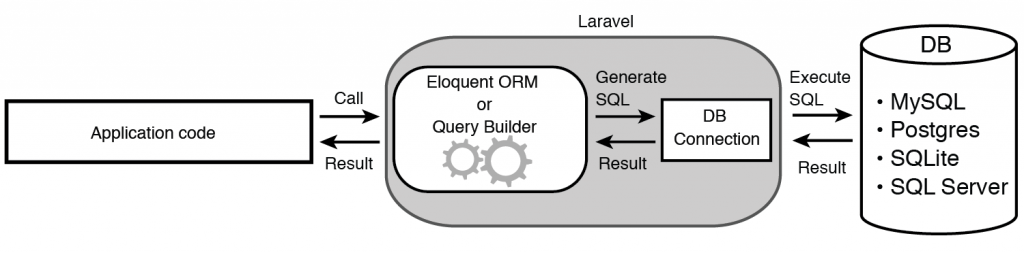 Laravel
Application code
Call
Result
Eloquent ORM
or
Query Builder
Generate
SQL
Result
DB
Connection
Execute
SQL
Result
DB
• MySQL
• Postgres
• SQLite
• SQL Server